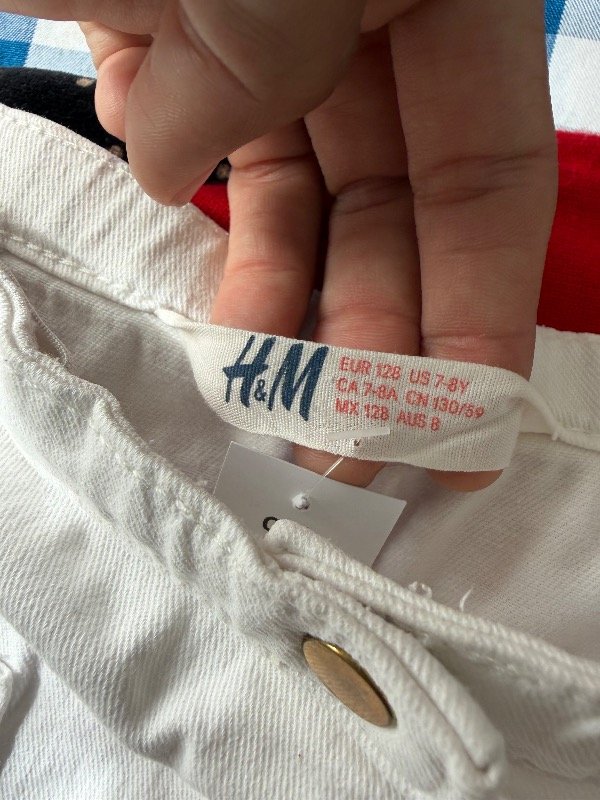 H&M
EUR 128 US 7-8Y
CA 7-8A CN 130/59
MX 128 AUS 8